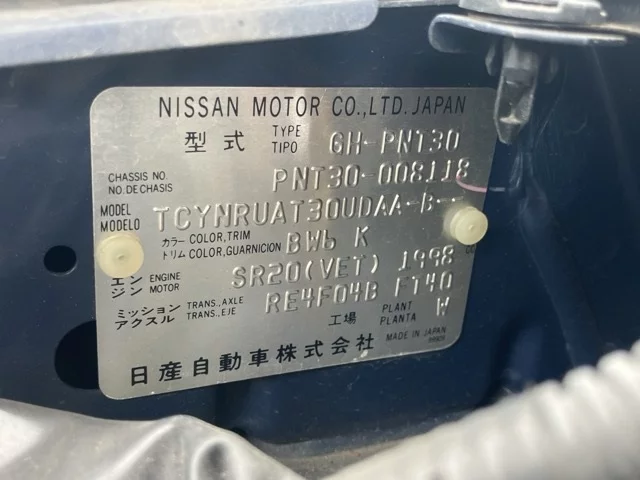 NISSAN MOTOR CO.,LTD. JAPAN
型式 TYPE TIPO GH-PNT30
CHASSIS NO. NO.DE CHASIS PNT30-008118
MODEL MODELO TCYNRUAT30UDAA-B--
カラー COLOR,TRIM トリム COLOR,GUARNICION BW6 K
エンジン ENGINE MOTOR SR20(VET) 1998
ミッション アクスル TRANS.,AXLE TRANS.,EJE RE4F04B FT40
工場 PLANT PLANTA W
日産自動車株式会社 MADE IN JAPAN